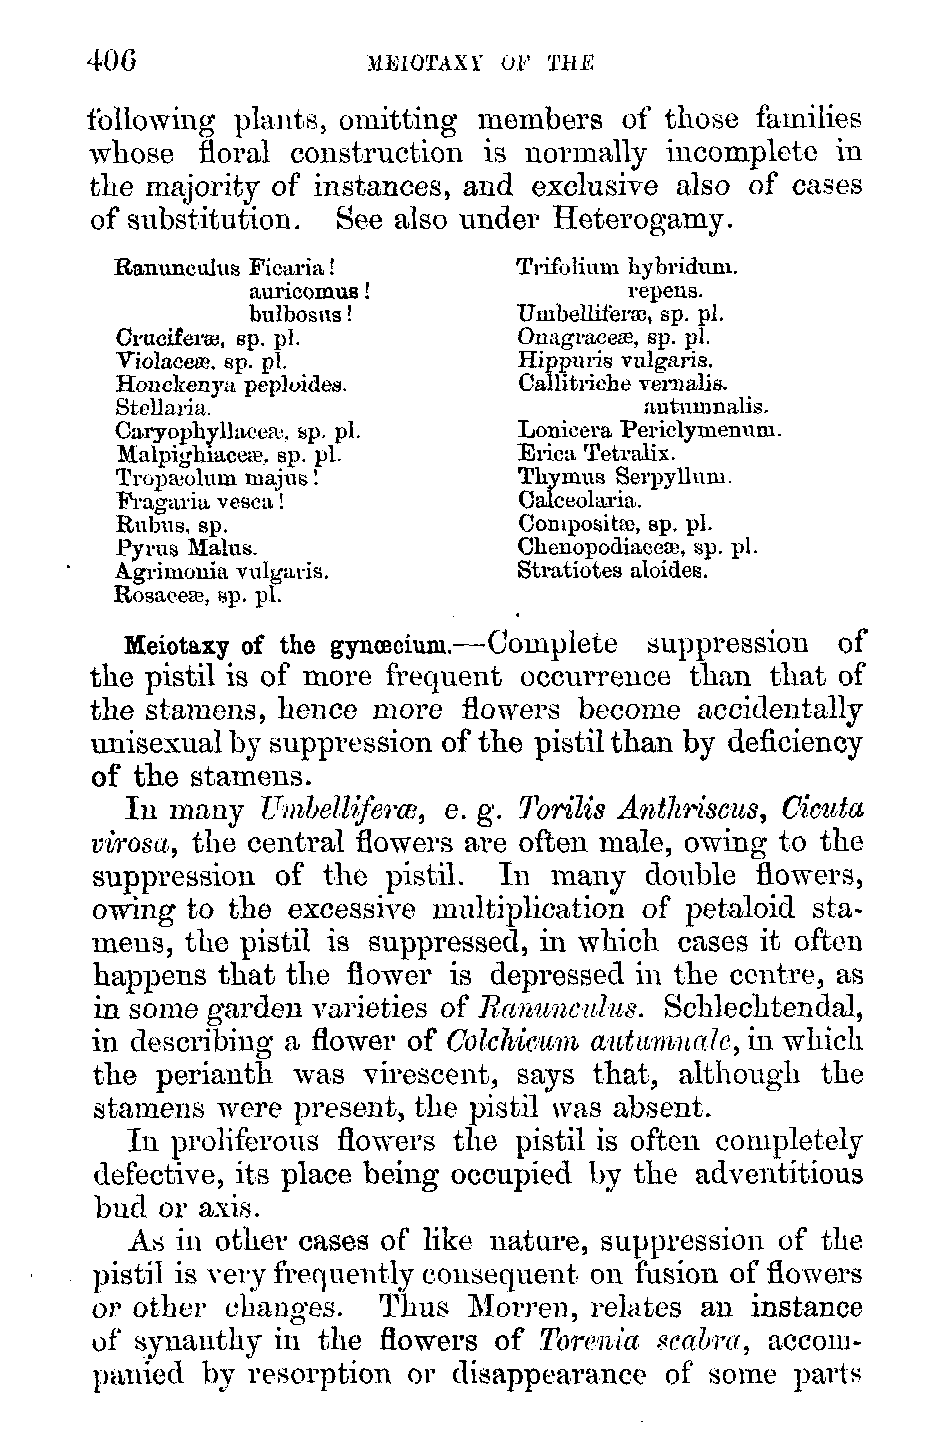 406 MEIOTAXY OF THE
following plants, omitting members of those families
whose floral construction is normally incomplete in
the majority of instances, and exclusive also of cases
of substitution. See also under Heterogamy.
Ranunculus Ficaria!
auricomus!
bulbosus!
Cruciferæ, sp. pl.
Violaceæ, sp. pl.
Honckenya peploides.
Stellaria.
Caryophyllaceæ, sp. pl.
Malpighiaceæ, sp. pl.
Tropæolum majus!
Fragaria vesca!
Rubus, sp.
Pyrus Malus.
Agrimonia vulgaris.
Rosaceæ, sp. pl.
Trifolium hybridum.
repens.
Umbelliferæ, sp. pl.
Onagraceæ, sp. pl.
Hippuris vulgaris.
Callitriche vernalis.
autumnalis.
Lonicera Periclymenum.
Erica Tetralix.
Thymus Serpyllum.
Calceolaria.
Compositæ, sp. pl.
Chenopodiaceæ, sp. pl.
Stratiotes aloides.
Meiotaxy of the gynœcium.—Complete suppression of
the pistil is of more frequent occurrence than that of
the stamens, hence more flowers become accidentally
unisexual by suppression of the pistil than by deficiency
of the stamens.
In many Umbelliferæ, e. g. Torilis Anthriscus, Cicuta
virosa, the central flowers are often male, owing to the
suppression of the pistil. In many double flowers,
owing to the excessive multiplication of petaloid sta-
mens, the pistil is suppressed, in which cases it often
happens that the flower is depressed in the centre, as
in some garden varieties of Ranunculus. Schlechtendal,
in describing a flower of Colchicum autumnale, in which
the perianth was virescent, says that, although the
stamens were present, the pistil was absent.
In proliferous flowers the pistil is often completely
defective, its place being occupied by the adventitious
bud or axis.
As in other cases of like nature, suppression of the
pistil is very frequently consequent on fusion of flowers
or other changes. Thus Morren, relates an instance
of synanthy in the flowers of Torenia scabra, accom-
panied by resorption or disappearance of some parts